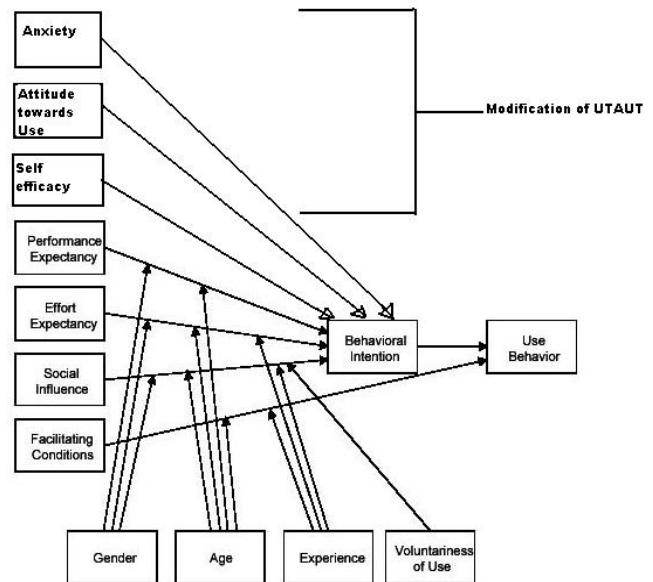 Anxiety
Attitude
towards
Use
Modification of UTAUT
Self
efficacy
Performance
Expectancy
Effort
Expectancy
Behavioral
Intention
Use
Behavior
Social
Influence
Facilitating
Conditions
Gender
Age
Experience
Voluntariness
of Use